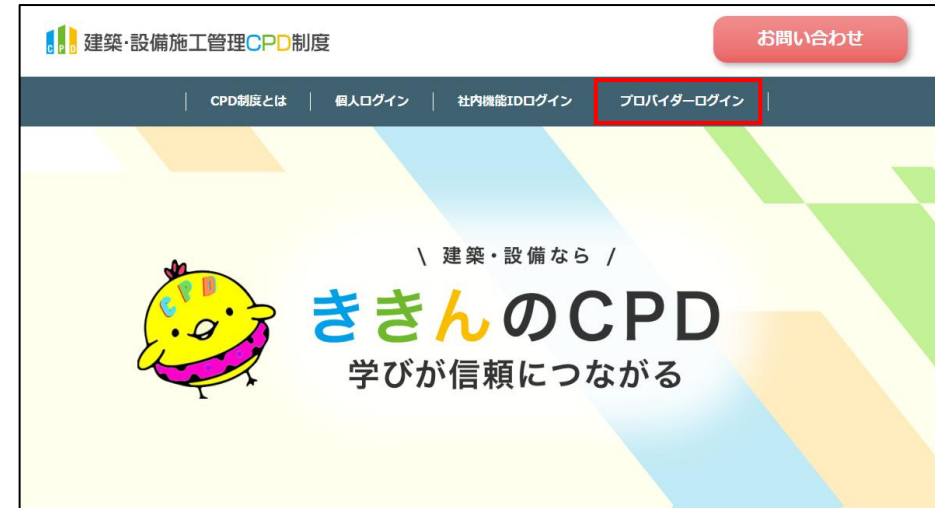 CPD 建築・設備施工管理CPD制度
お問い合わせ
CPD制度とは
個人ログイン
社内機能IDログイン
プロバイダーログイン
\ 建築・設備なら /
CPD
ききんのCPD
学びが信頼につながる